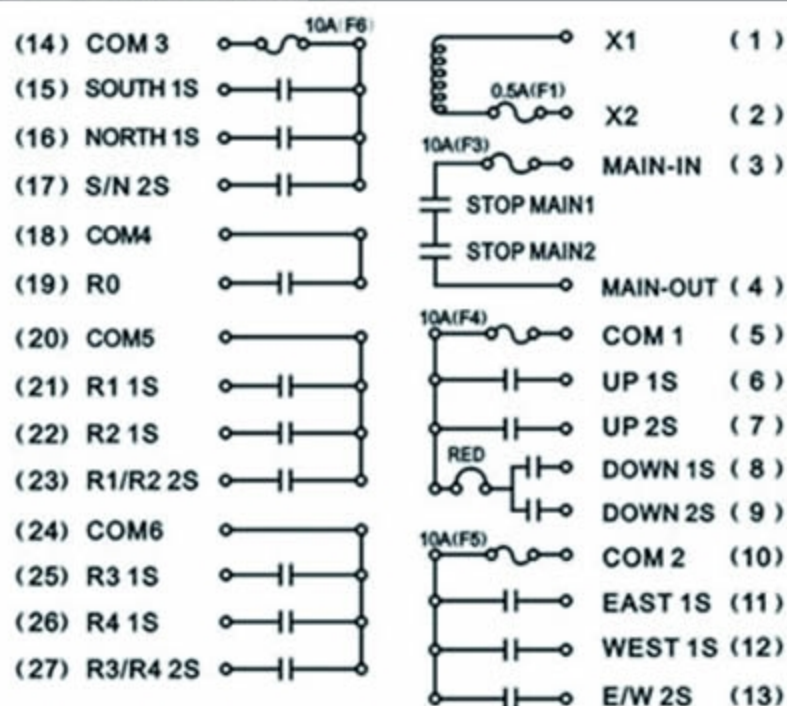 10A(F6)
(14) COM 3
(15) SOUTH 1S
(16) NORTH 1S
(17) S/N 2S
(18) COM4
(19) R0
(20) COM5
(21) R1 1S
(22) R2 1S
(23) R1/R2 2S
(24) COM6
(25) R3 1S
(26) R4 1S
(27) R3/R4 2S
X1 (1)
0.5A(F1)
X2 (2)
10A(F3)
MAIN-IN (3)
STOP MAIN1
STOP MAIN2
MAIN-OUT (4)
10A(F4)
COM 1 (5)
UP 1S (6)
UP 2S (7)
RED
DOWN 1S (8)
DOWN 2S (9)
10A(F5)
COM 2 (10)
EAST 1S (11)
WEST 1S (12)
E/W 2S (13)